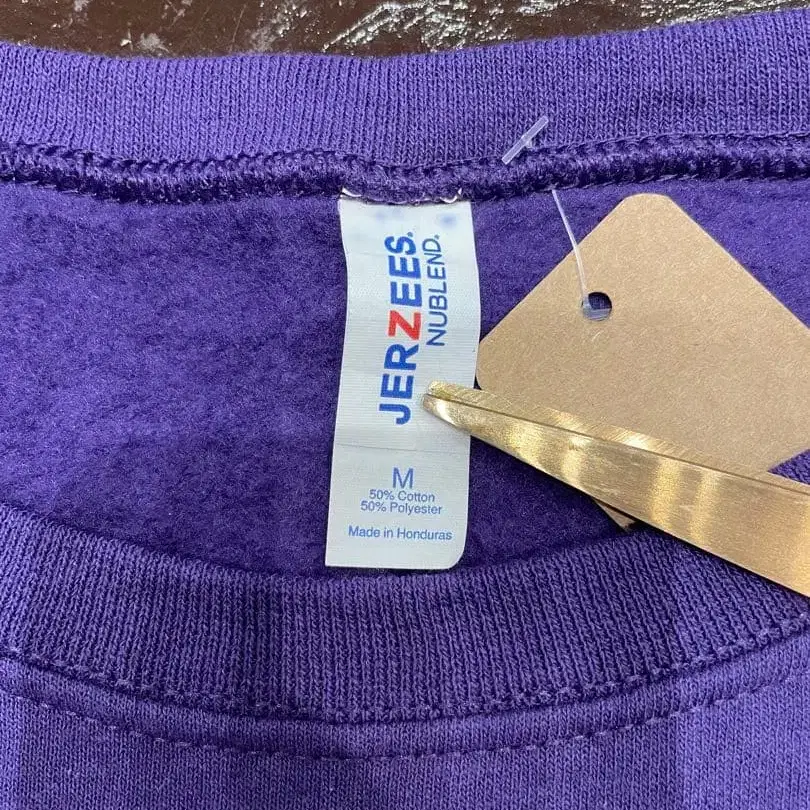 JERZEES.
NUBLEND®
M
50% Cotton
50% Polyester
Made in Honduras